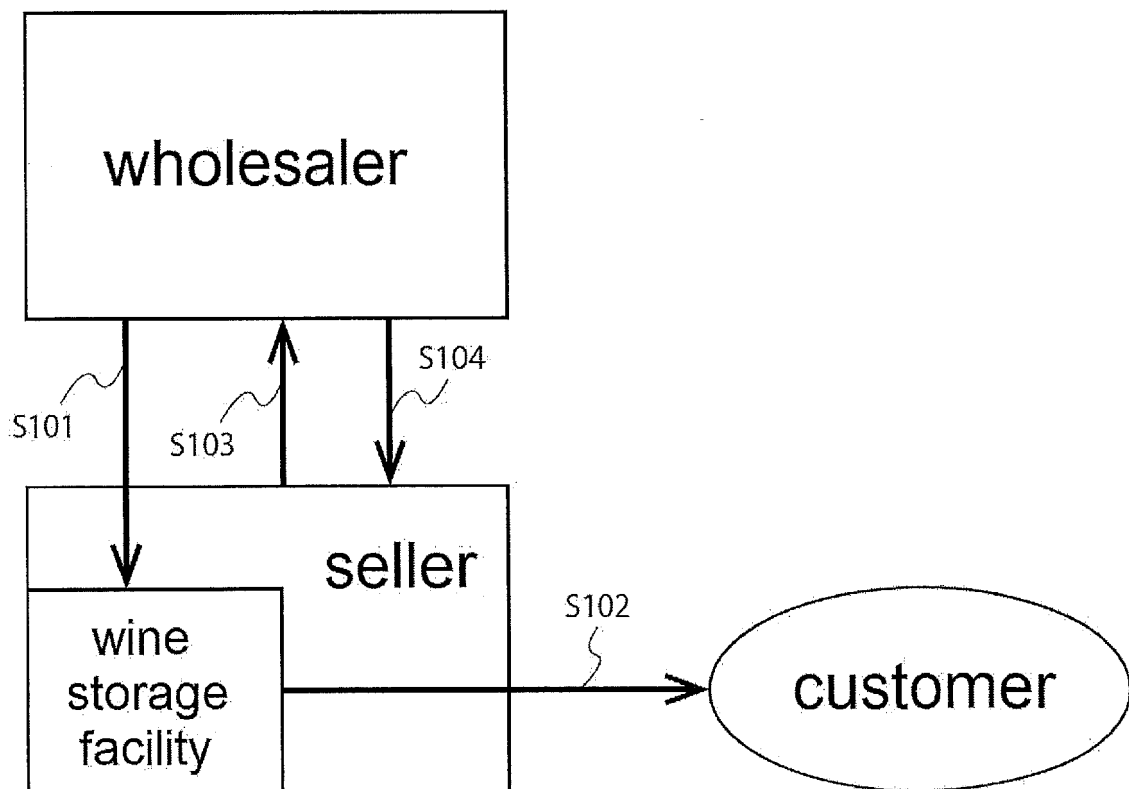 wholesaler
S101
S103
S104
seller
wine
storage
facility
S102
customer